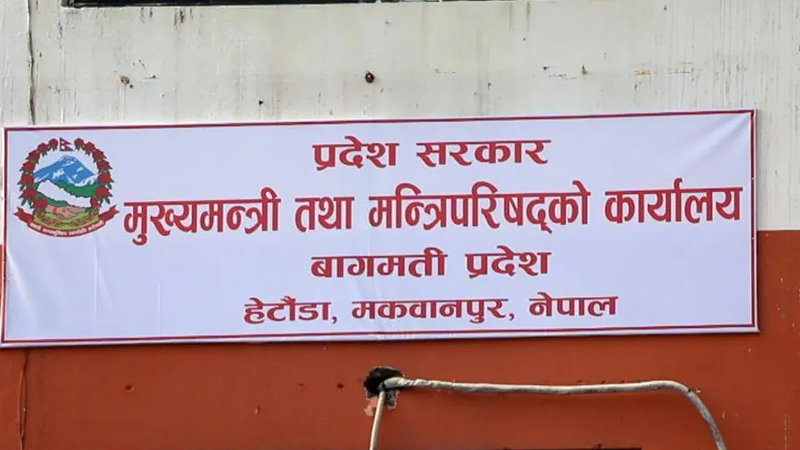 प्रदेश सरकार
मुख्यमन्त्री तथा मन्त्रिपरिषद्को कार्यालय
बागमती प्रदेश
हेटौंडा, मकवानपुर, नेपाल